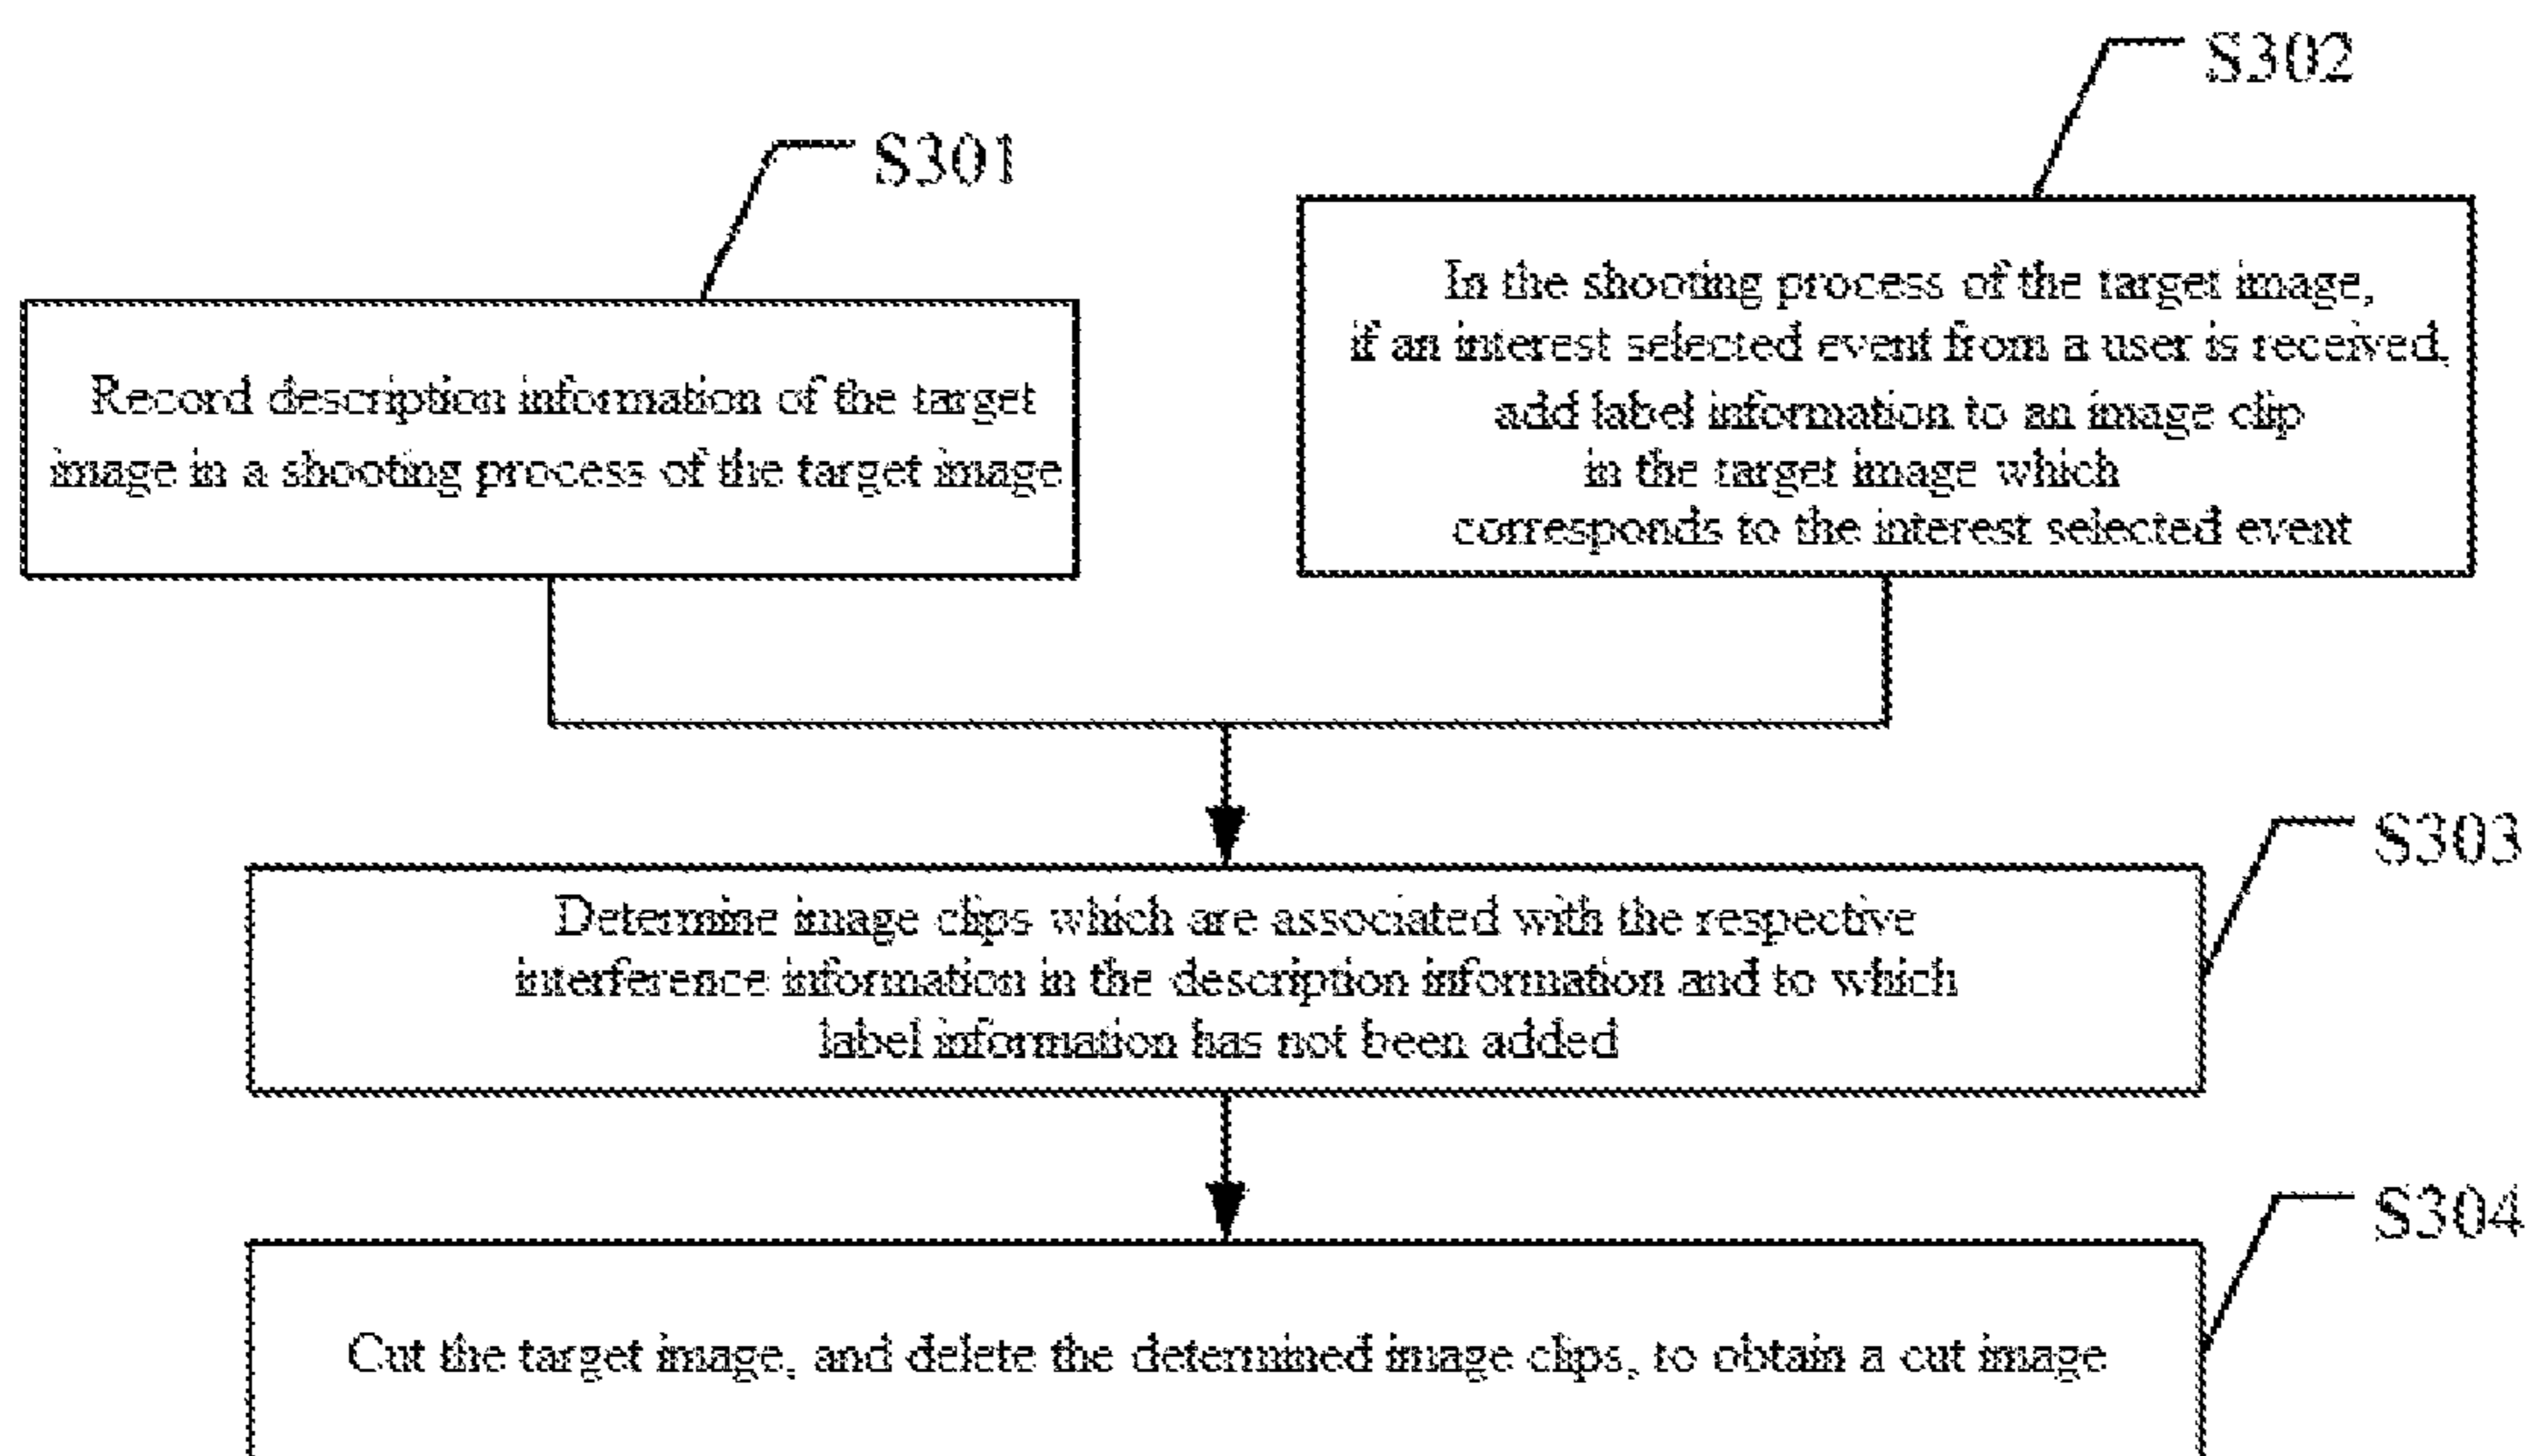 S301
Record description information of the target
image in a shooting process of the target image
S302
In the shooting process of the target image,
if an interest selected event from a user is received,
add label information to an image clip
in the target image which
corresponds to the interest selected event
S303
Determine image clips which are associated with the respective
interference information in the description information and to which
label information has not been added
S304
Cut the target image, and delete the determined image clips, to obtain a cut image